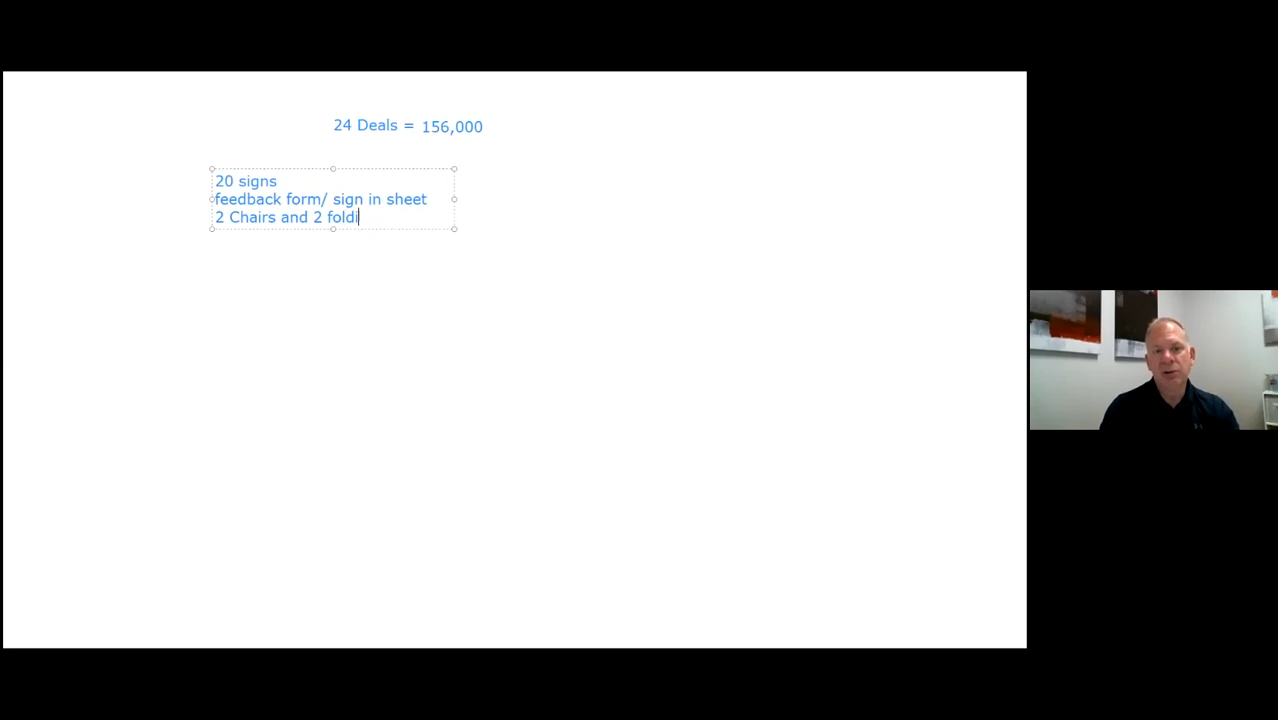 24 Deals = 156,000
20 signs
feedback form/ sign in sheet
2 Chairs and 2 foldi